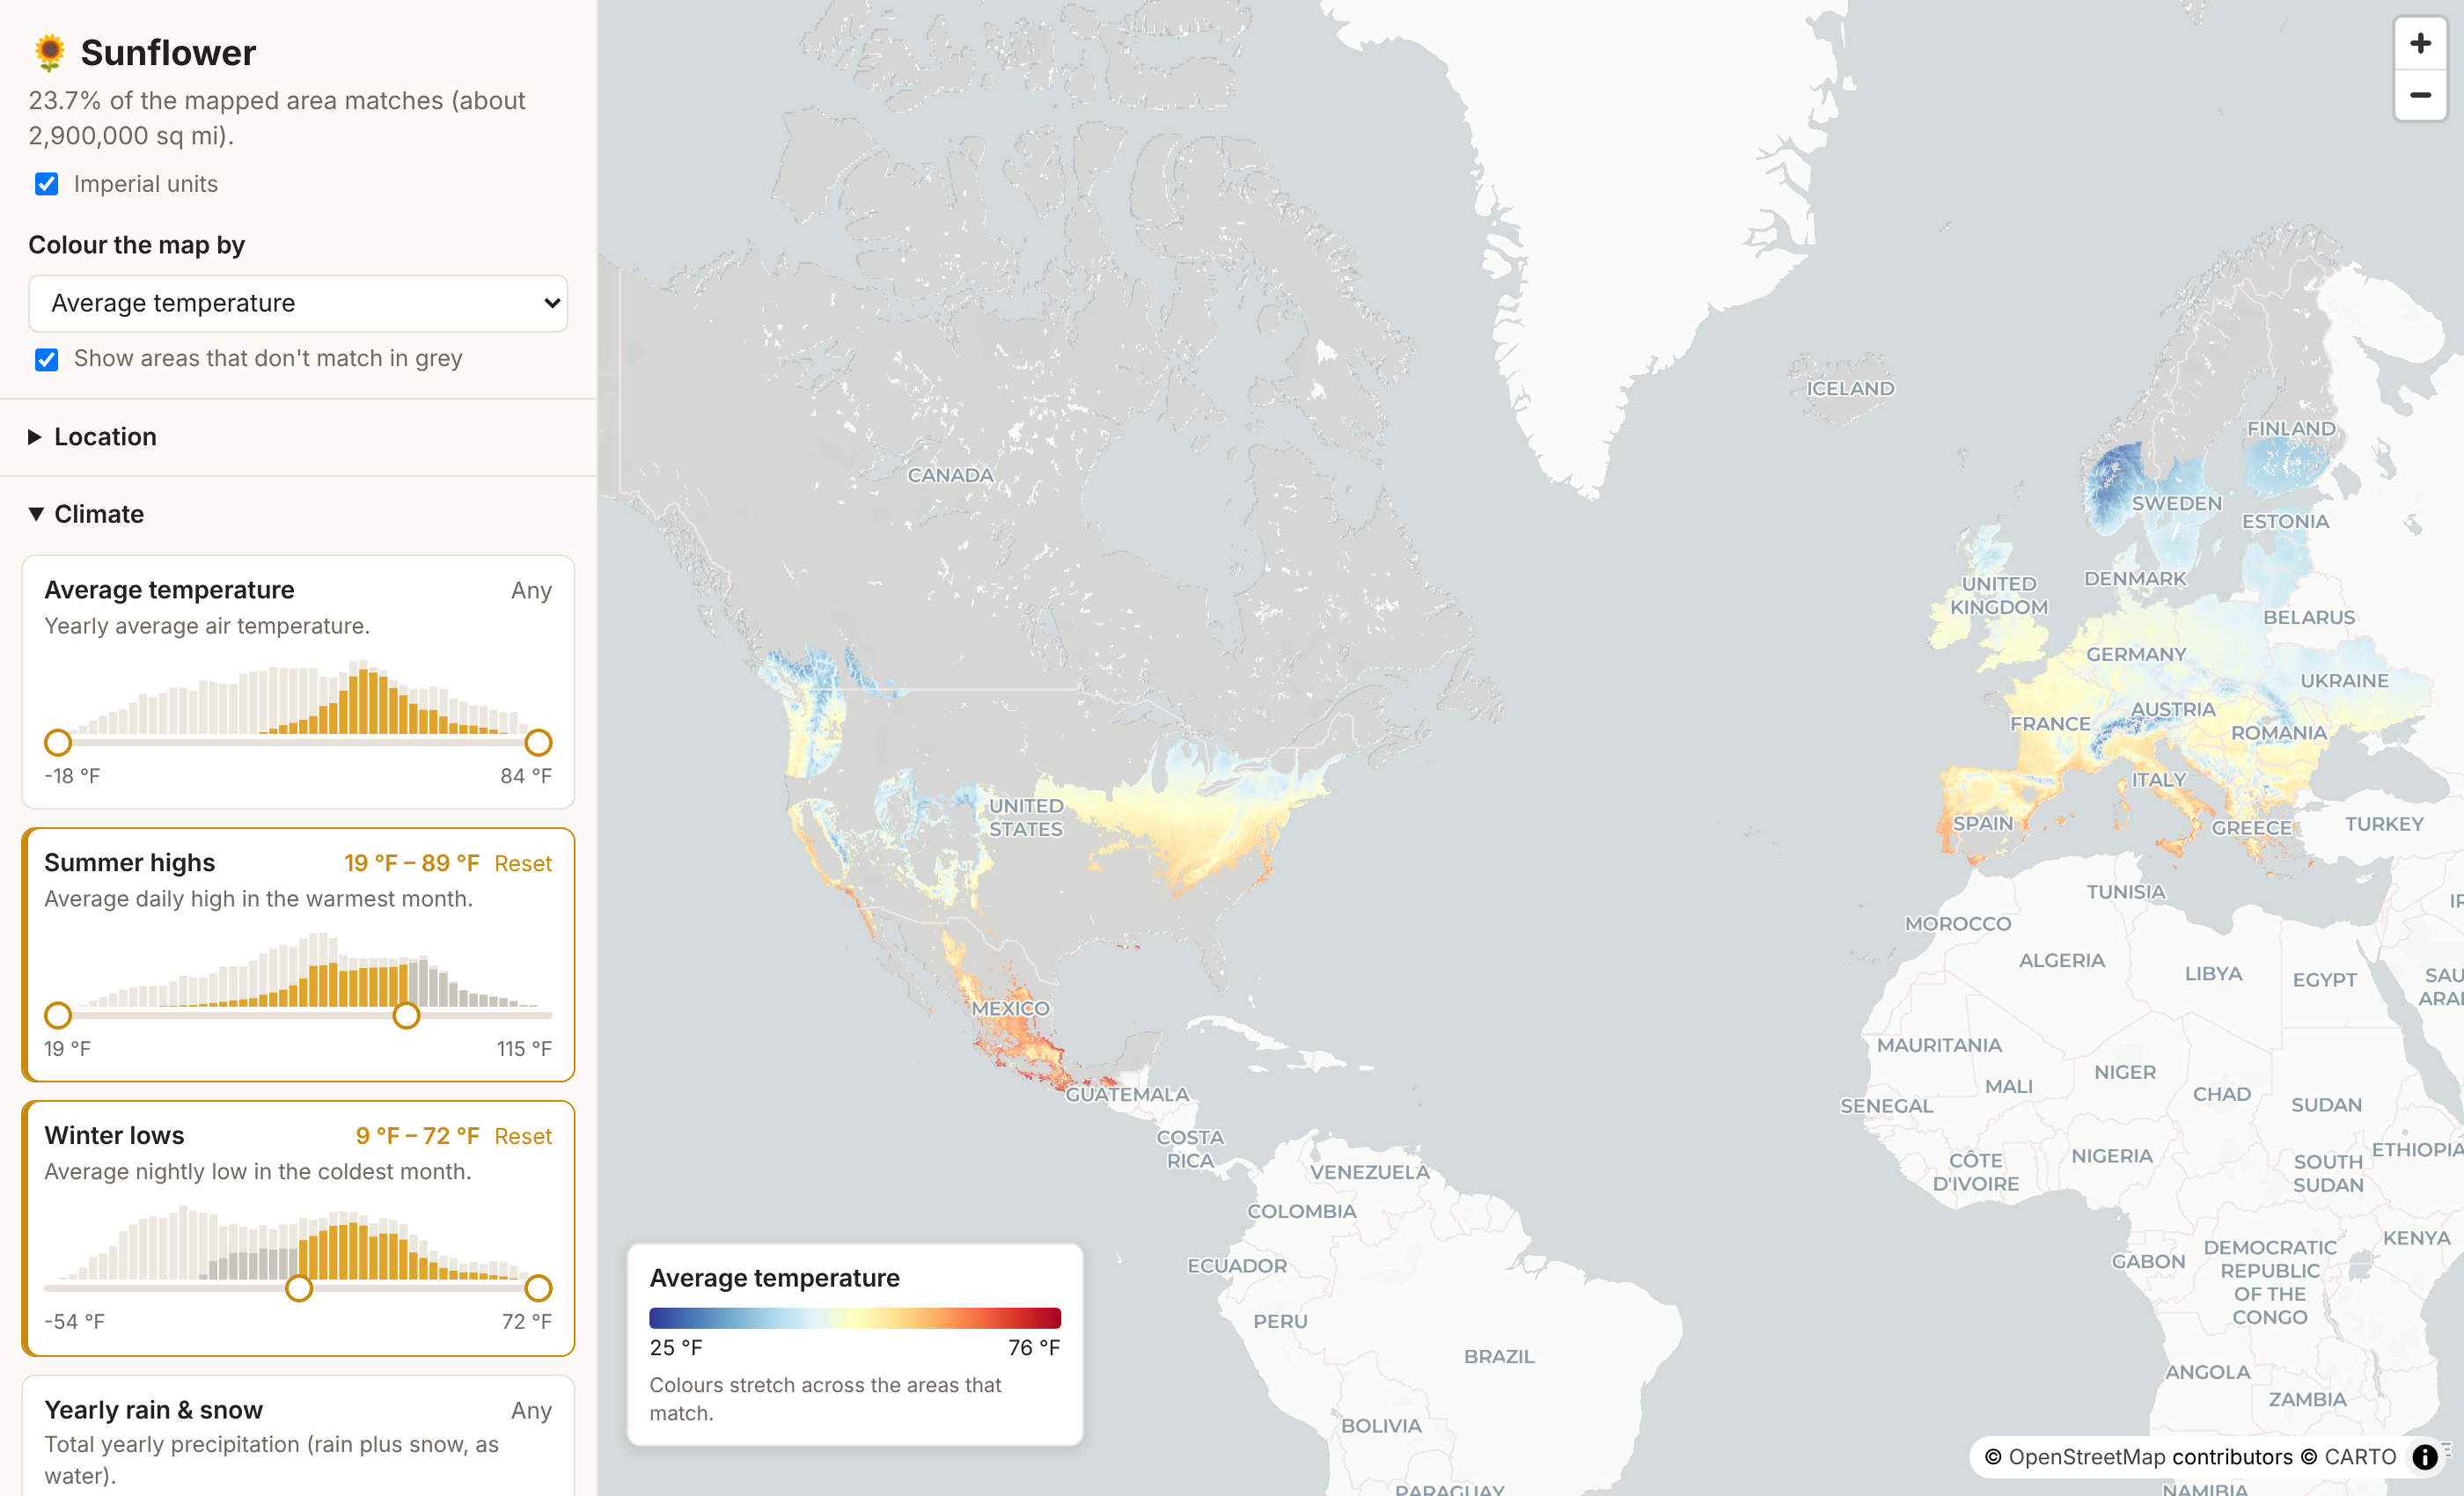 Sunflower
23.7% of the mapped area matches (about
2,900,000 sq mi).
Imperial units
Colour the map by
Average temperature
Show areas that don't match in grey
Location
Climate
Average temperature Any
Yearly average air temperature.
-18 °F 84 °F
Summer highs 19 °F – 89 °F Reset
Average daily high in the warmest month.
19 °F 115 °F
Winter lows 9 °F – 72 °F Reset
Average nightly low in the coldest month.
-54 °F 72 °F
Yearly rain & snow Any
Total yearly precipitation (rain plus snow, as
water).
ICELAND
FINLAND
CANADA
SWEDEN
ESTONIA
UNITED
KINGDOM
DENMARK
BELARUS
GERMANY
UKRAINE
AUSTRIA
FRANCE
ROMANIA
ITALY
UNITED
STATES
SPAIN
GREECE
TURKEY
TUNISIA
MOROCCO
ALGERIA
LIBYA
EGYPT
SAU
ARA
MEXICO
MAURITANIA
MALI
NIGER
CHAD
SUDAN
GUATEMALA
SENEGAL
COSTA
RICA
VENEZUELA
CÔTE
D'IVOIRE
NIGERIA
SOUTH
SUDAN
ETHIOPIA
COLOMBIA
ECUADOR
GABON
DEMOCRATIC
REPUBLIC
OF THE
CONGO
KENYA
PERU
BRAZIL
ANGOLA
ZAMBIA
BOLIVIA
PARAGUAY
NAMIBIA
Average temperature
25 °F 76 °F
Colours stretch across the areas that
match.
© OpenStreetMap contributors © CARTO